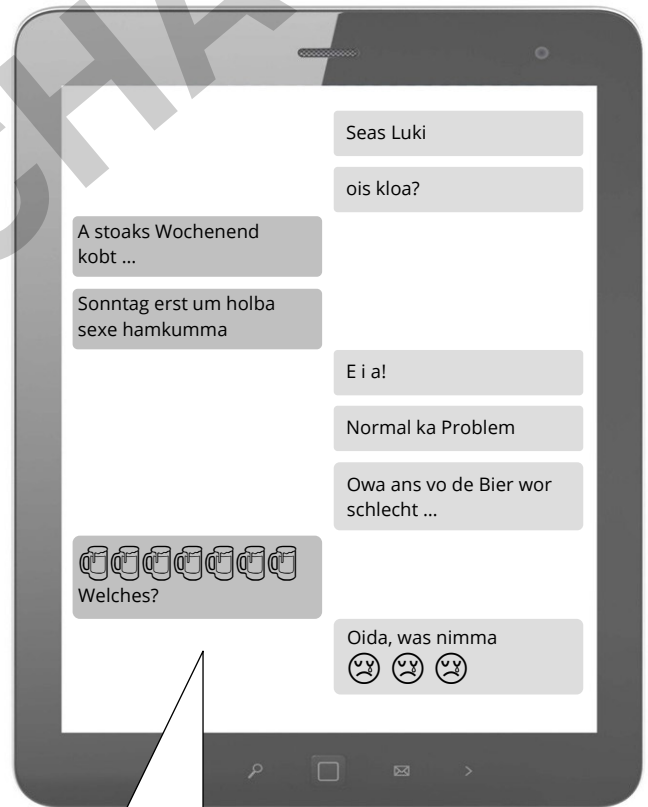 Seas Luki
ois kloa?
A stoaks Wochenend
kobt ...
Sonntag erst um holba
sexe hamkumma
E i a!
Normal ka Problem
Owa ans vo de Bier wor
schlecht ...
Welches?
Oida, was nimma